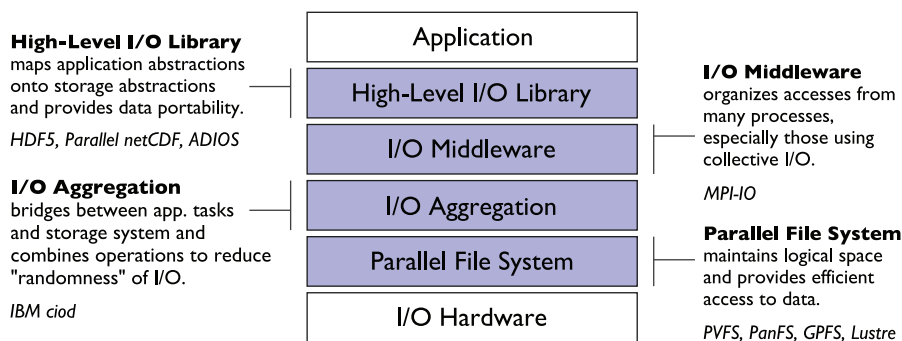 High-Level I/O Library
maps application abstractions
onto storage abstractions
and provides data portability.
HDF5, Parallel netCDF, ADIOS
I/O Aggregation
bridges between app. tasks
and storage system and
combines operations to reduce
"randomness" of I/O.
IBM ciod
Application
High-Level I/O Library
I/O Middleware
I/O Aggregation
Parallel File System
I/O Hardware
I/O Middleware
organizes accesses from
many processes,
especially those using
collective I/O.
MPI-IO
Parallel File System
maintains logical space
and provides efficient
access to data.
PVFS, PanFS, GPFS, Lustre